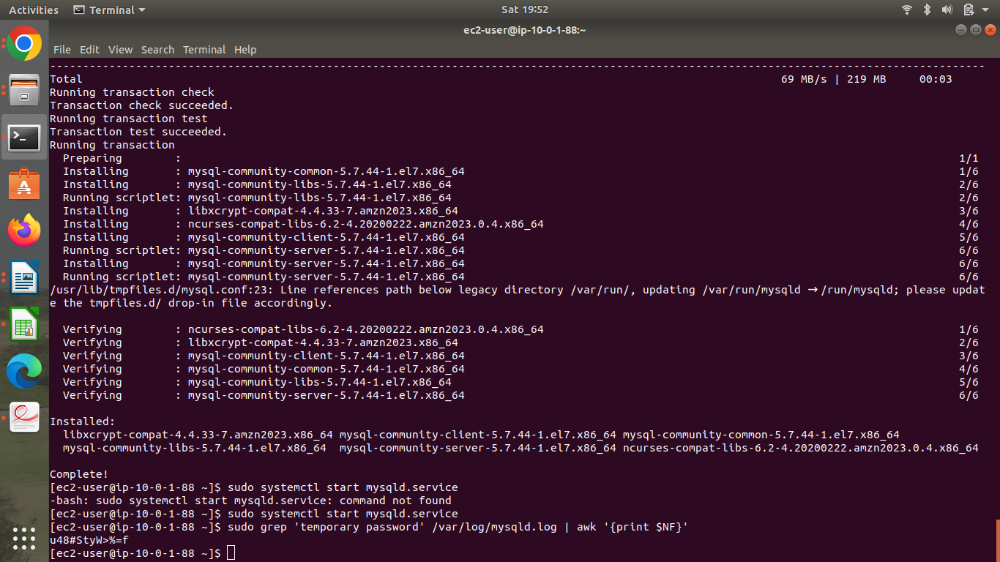 Activities Terminal Sat 19:52
ec2-user@ip-10-0-1-88:~
File Edit View Search Terminal Help
--------------------------------------------------------------------------------------------------------------------------------------------
Total 69 MB/s | 219 MB 00:03
Running transaction check
Transaction check succeeded.
Running transaction test
Transaction test succeeded.
Running transaction
  Preparing        : 1/1
  Installing       : mysql-community-common-5.7.44-1.el7.x86_64 1/6
  Installing       : mysql-community-libs-5.7.44-1.el7.x86_64 2/6
  Running scriptlet: mysql-community-libs-5.7.44-1.el7.x86_64 2/6
  Installing       : libxcrypt-compat-4.4.33-7.amzn2023.x86_64 3/6
  Installing       : ncurses-compat-libs-6.2-4.20200222.amzn2023.0.4.x86_64 4/6
  Installing       : mysql-community-client-5.7.44-1.el7.x86_64 5/6
  Running scriptlet: mysql-community-server-5.7.44-1.el7.x86_64 6/6
  Installing       : mysql-community-server-5.7.44-1.el7.x86_64 6/6
  Running scriptlet: mysql-community-server-5.7.44-1.el7.x86_64 6/6
/usr/lib/tmpfiles.d/mysql.conf:23: Line references path below legacy directory /var/run/, updating /var/run/mysqld → /run/mysqld; please updat
e the tmpfiles.d/ drop-in file accordingly.
  Verifying        : ncurses-compat-libs-6.2-4.20200222.amzn2023.0.4.x86_64 1/6
  Verifying        : libxcrypt-compat-4.4.33-7.amzn2023.x86_64 2/6
  Verifying        : mysql-community-client-5.7.44-1.el7.x86_64 3/6
  Verifying        : mysql-community-common-5.7.44-1.el7.x86_64 4/6
  Verifying        : mysql-community-libs-5.7.44-1.el7.x86_64 5/6
  Verifying        : mysql-community-server-5.7.44-1.el7.x86_64 6/6
Installed:
  libxcrypt-compat-4.4.33-7.amzn2023.x86_64 mysql-community-client-5.7.44-1.el7.x86_64 mysql-community-common-5.7.44-1.el7.x86_64
  mysql-community-libs-5.7.44-1.el7.x86_64  mysql-community-server-5.7.44-1.el7.x86_64 ncurses-compat-libs-6.2-4.20200222.amzn2023.0.4.x86_64
Complete!
[ec2-user@ip-10-0-1-88 ~]$ sudo systemctl start mysqld.service
-bash: sudo systemctl start mysqld.service: command not found
[ec2-user@ip-10-0-1-88 ~]$ sudo systemctl start mysqld.service
[ec2-user@ip-10-0-1-88 ~]$ sudo grep 'temporary password' /var/log/mysqld.log | awk '{print $NF}'
u48#StyW>%=f
[ec2-user@ip-10-0-1-88 ~]$